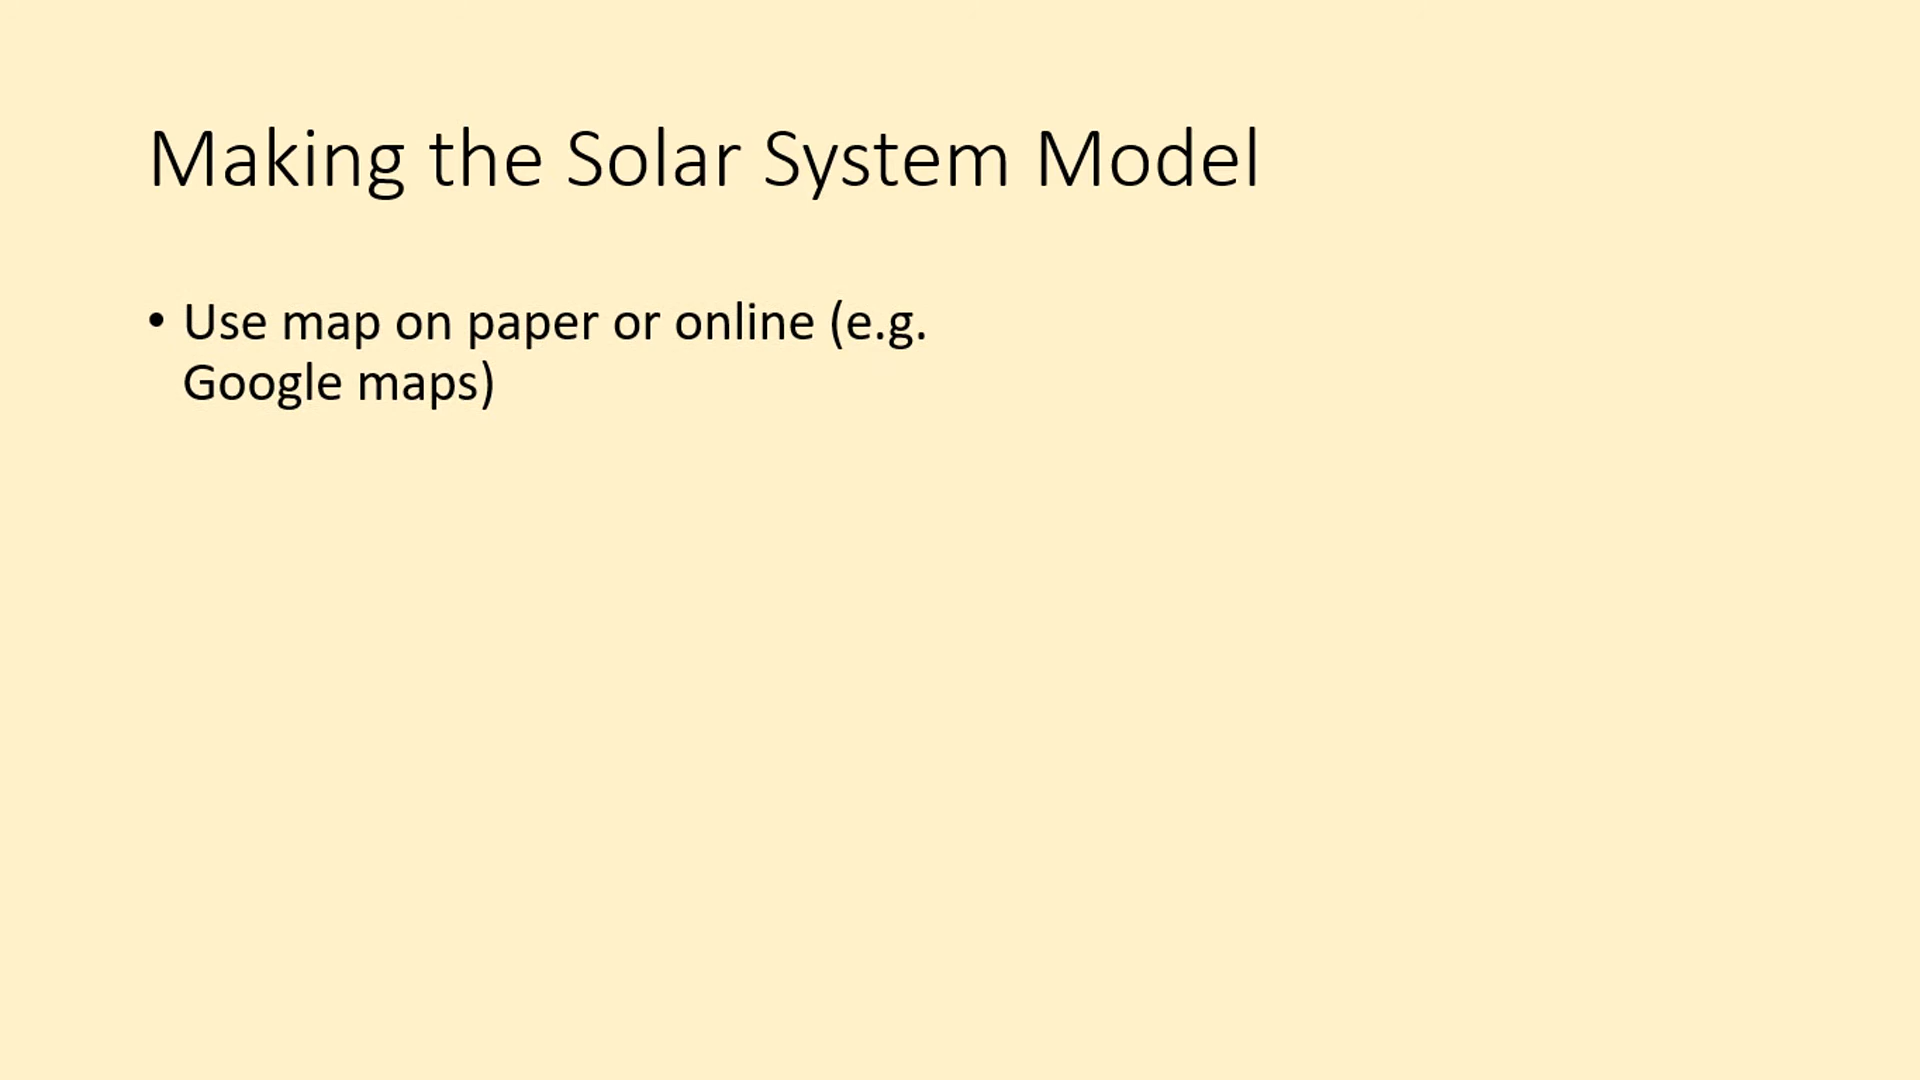 Making the Solar System Model
• Use map on paper or online (e.g.
Google maps)